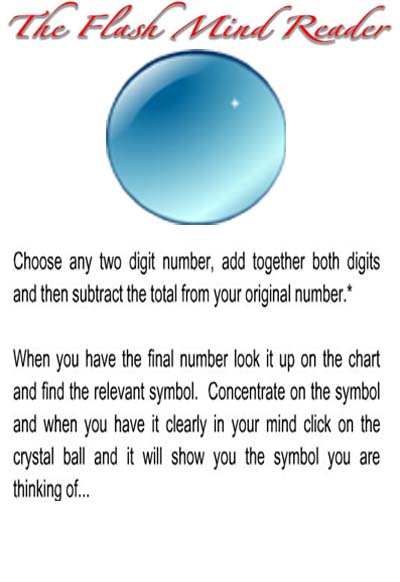 The Flash Mind Reader
Choose any two digit number, add together both digits
and then subtract the total from your original number.*
When you have the final number look it up on the chart
and find the relevant symbol. Concentrate on the symbol
and when you have it clearly in your mind click on the
crystal ball and it will show you the symbol you are
thinking of...